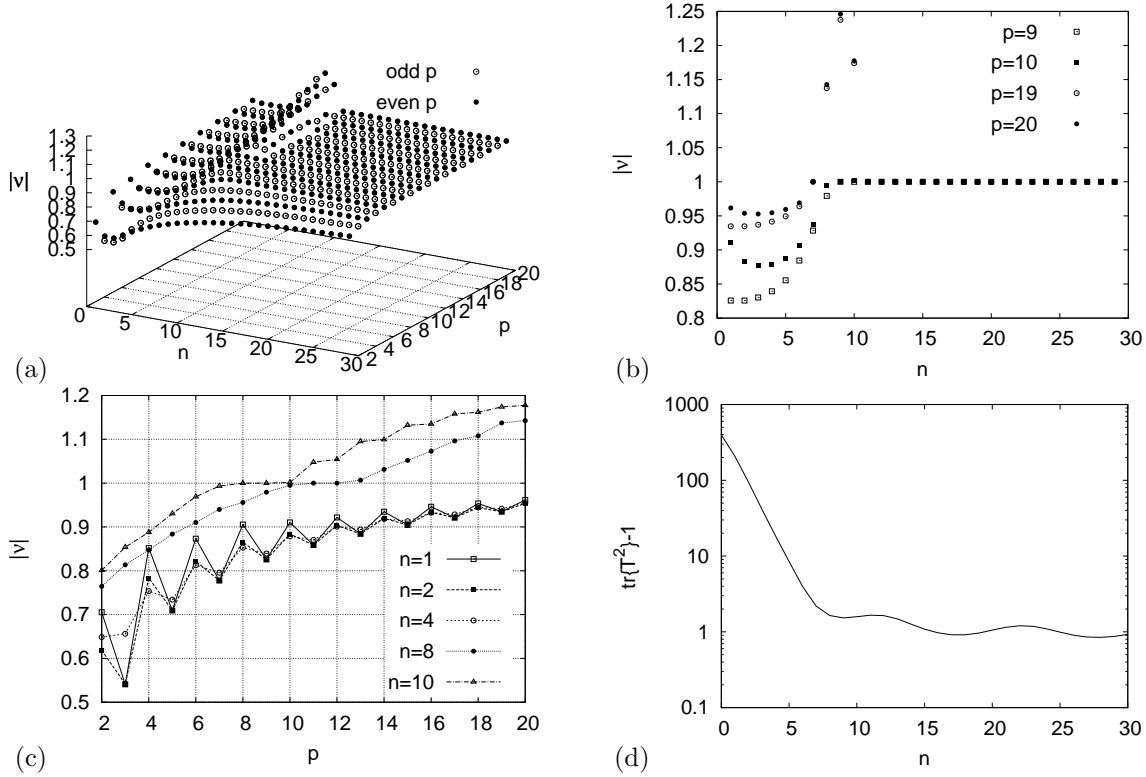 odd p
even p
1.3
1.2
1.1
1
0.9
0.8
0.7
0.6
0.5
|ν|
0
5
10
15
20
25
30
n
2
4
6
8
10
12
14
16
18
20
p
(a)
1.25
1.2
1.15
1.1
1.05
1
0.95
0.9
0.85
0.8
|ν|
p=9
p=10
p=19
p=20
0 5 10 15 20 25 30
n
(b)
1.2
1.1
1
0.9
0.8
0.7
0.6
0.5
|ν|
n=1
n=2
n=4
n=8
n=10
2 4 6 8 10 12 14 16 18 20
p
(c)
1000
100
10
1
0.1
tr{T²}-1
0 5 10 15 20 25 30
n
(d)